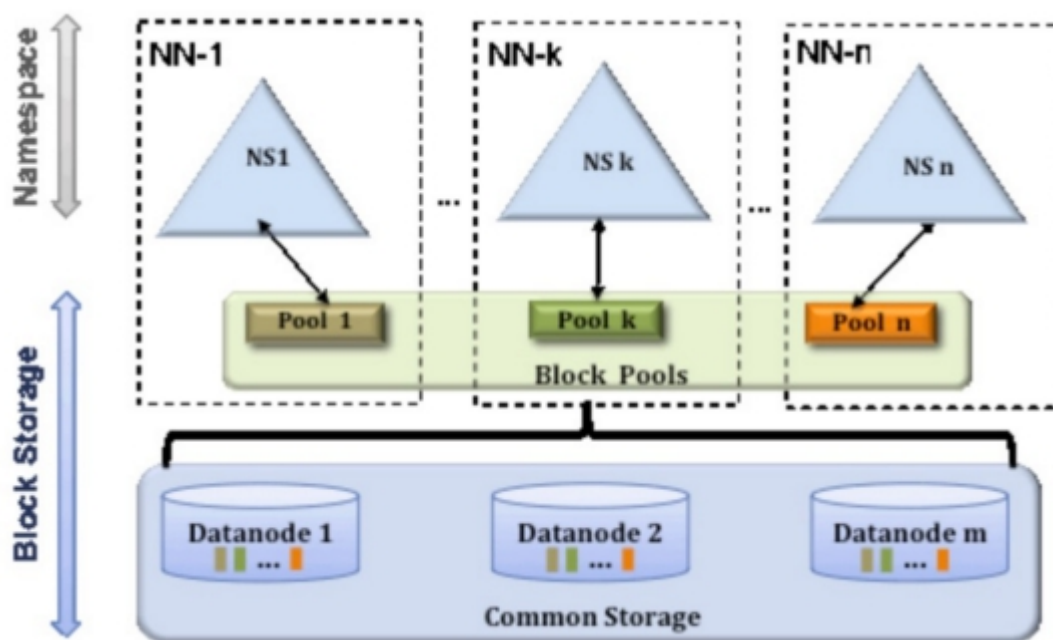 Namespace
NN-1
NN-k
NN-n
NS1
NS k
NS n
...
...
Block Storage
Pool 1
Pool k
Pool n
Block Pools
Datanode 1
...
Datanode 2
...
Datanode m
...
Common Storage